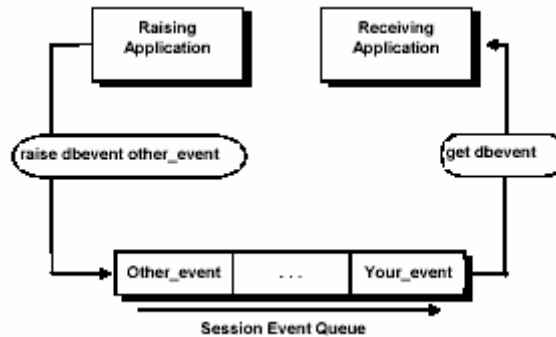 Raising
Application
Receiving
Application
raise dbevent other_event
get dbevent
Other_event
. . .
Your_event
Session Event Queue